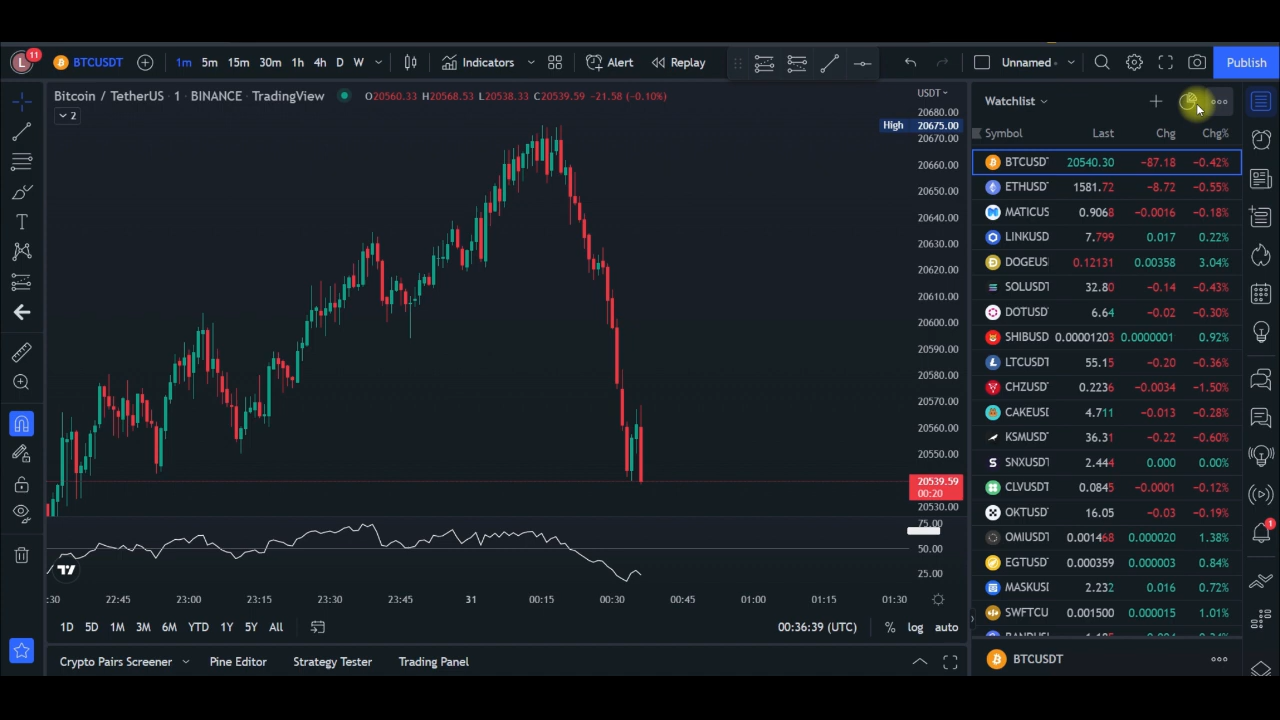 L 11 BTCUSDT 1m 5m 15m 30m 1h 4h D W Indicators Alert Replay Unnamed Publish
Bitcoin / TetherUS · 1 · BINANCE · TradingView O20560.33 H20568.53 L20538.33 C20539.59 −21.58 (−0.10%)
2
USDT
20680.00
High 20675.00
20670.00
20660.00
20650.00
20640.00
20630.00
20620.00
20610.00
20600.00
20590.00
20580.00
20570.00
20560.00
20550.00
20539.59
00:20
20530.00
75.00
50.00
25.00
:30 22:45 23:00 23:15 23:30 23:45 31 00:15 00:30 00:45 01:00 01:15 01:30
1D 5D 1M 3M 6M YTD 1Y 5Y All 00:36:39 (UTC) % log auto
Crypto Pairs Screener Pine Editor Strategy Tester Trading Panel
Watchlist
Symbol Last Chg Chg%
BTCUSD 20540.30 −87.18 −0.42%
ETHUSD 1581.72 −8.72 −0.55%
MATICUS 0.9068 −0.0016 −0.18%
LINKUSD 7.799 0.017 0.22%
DOGEUS 0.12131 0.00358 3.04%
SOLUSDT 32.80 −0.14 −0.43%
DOTUSD 6.64 −0.02 −0.30%
SHIBUSD 0.00001203 0.0000001 0.92%
LTCUSDT 55.15 −0.20 −0.36%
CHZUSD 0.2236 −0.0034 −1.50%
CAKEUSD 4.711 −0.013 −0.28%
KSMUSD 36.31 −0.22 −0.60%
SNXUSDT 2.444 0.000 0.00%
CLVUSDT 0.0845 −0.0001 −0.12%
OKTUSD 16.05 −0.03 −0.19%
OMIUSDT 0.001468 0.000020 1.38%
EGTUSDT 0.000359 0.000003 0.84%
MASKUSI 2.232 0.016 0.72%
SWFTCU 0.001500 0.000015 1.01%
BTCUSDT
1